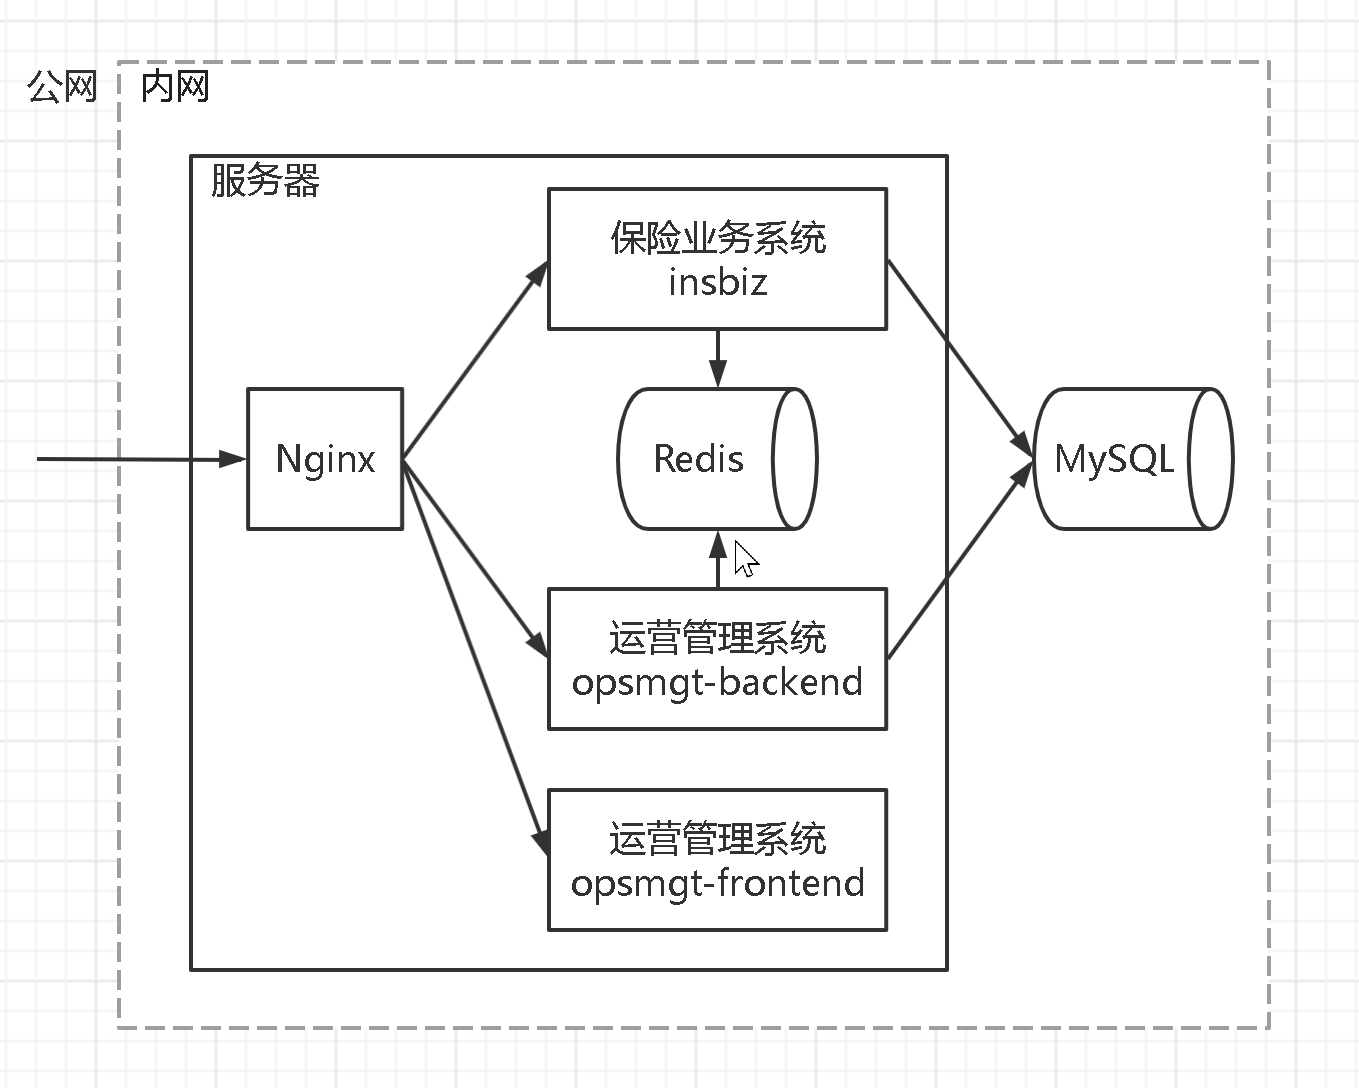 公网
内网
服务器
保险业务系统
insbiz
Nginx
Redis
MySQL
运营管理系统
opsmgt-backend
运营管理系统
opsmgt-frontend